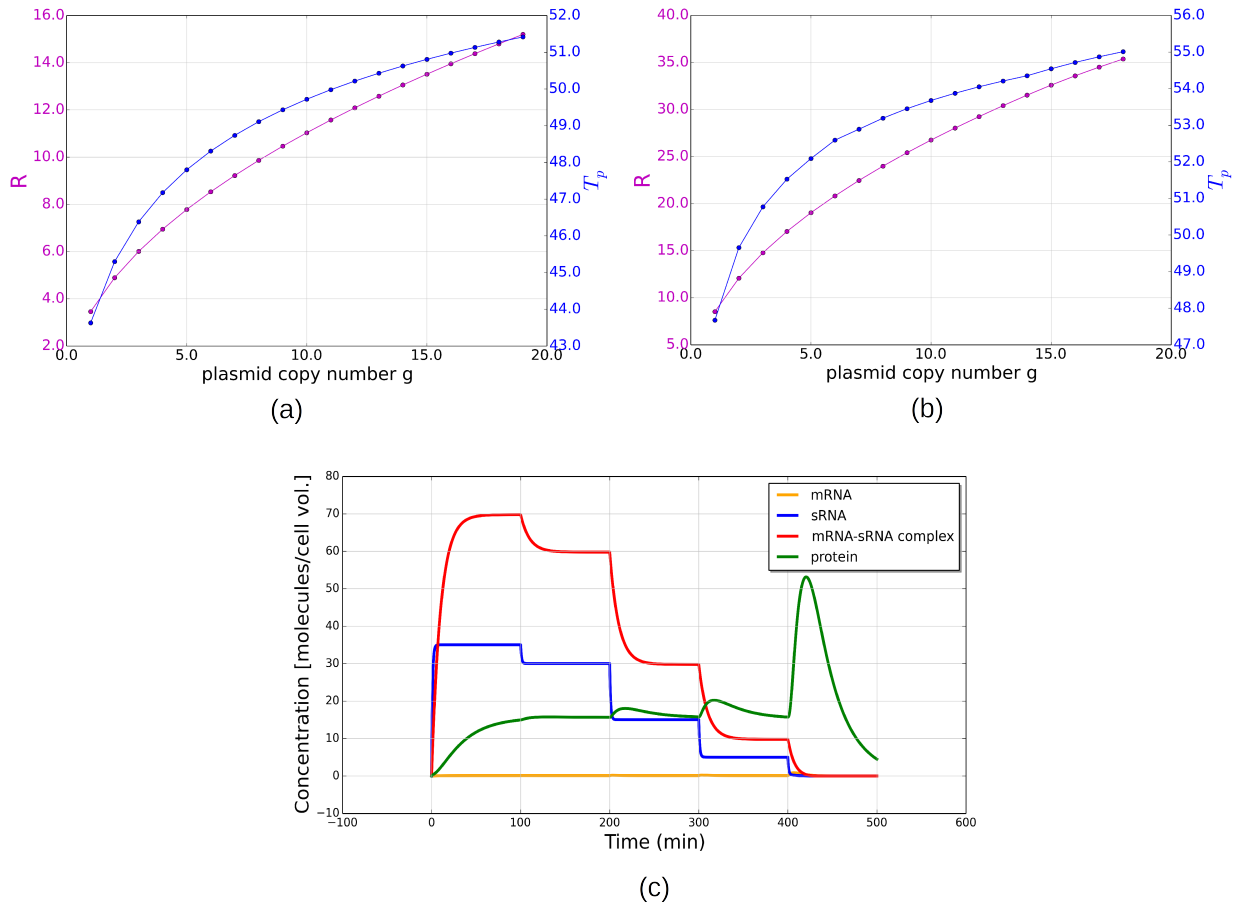 16.0
14.0
12.0
10.0
8.0
6.0
4.0
2.0
R
52.0
51.0
50.0
49.0
48.0
47.0
46.0
45.0
44.0
43.0
T_p
0.0 5.0 10.0 15.0 20.0
plasmid copy number g
(a)
40.0
35.0
30.0
25.0
20.0
15.0
10.0
5.0
R
56.0
55.0
54.0
53.0
52.0
51.0
50.0
49.0
48.0
47.0
T_p
0.0 5.0 10.0 15.0 20.0
plasmid copy number g
(b)
Concentration [molecules/cell vol.]
80
70
60
50
40
30
20
10
0
−10
mRNA
sRNA
mRNA-sRNA complex
protein
−100 0 100 200 300 400 500 600
Time (min)
(c)